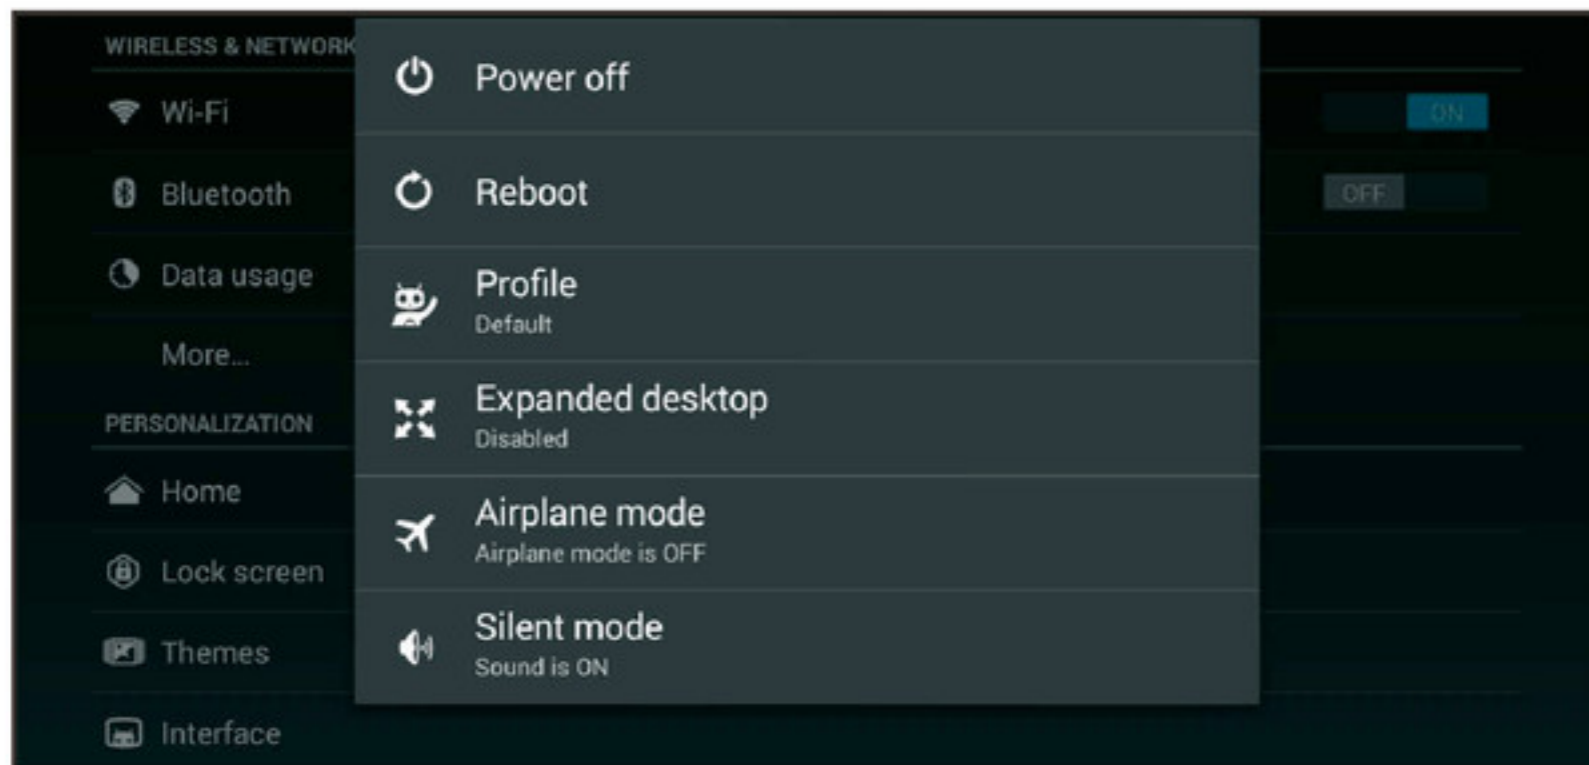 WIRELESS & NETWORK
Wi-Fi
ON
Bluetooth
OFF
Data usage
More...
PERSONALIZATION
Home
Lock screen
Themes
Interface
Power off
Reboot
Profile
Default
Expanded desktop
Disabled
Airplane mode
Airplane mode is OFF
Silent mode
Sound is ON